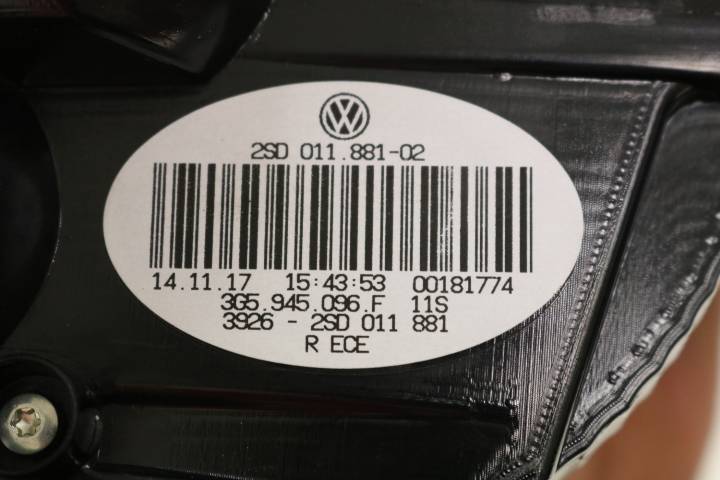 2SD 011.881-02
14.11.17 15:43:53 00181774
3G5.945.096.F 11S
3926 - 2SD 011 881
R ECE